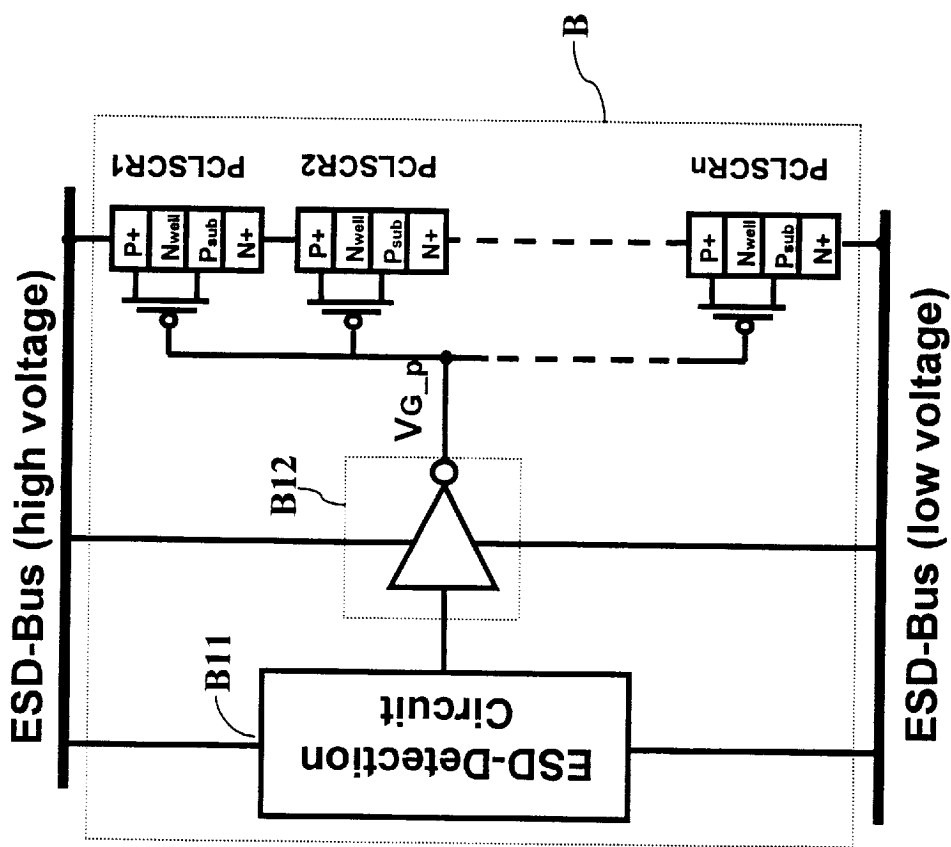 ESD-Bus (high voltage)
B
PCLSCR1
P+
Nwell
Psub
N+
PCLSCR2
P+
Nwell
Psub
N+
PCLSCRn
P+
Nwell
Psub
N+
VG_p
B12
B11
ESD-Detection
Circuit
ESD-Bus (low voltage)